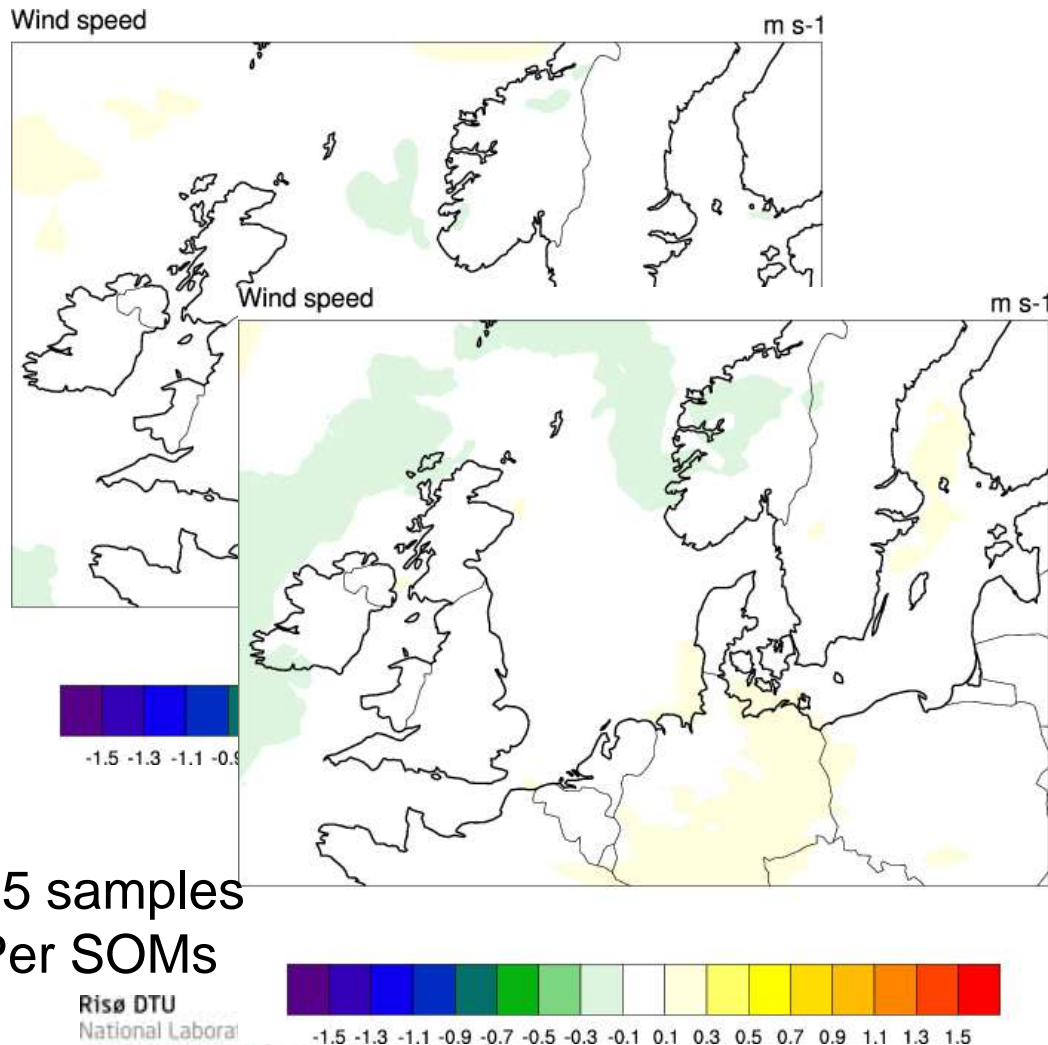 Wind speed
m s-1
Wind speed
m s-1
-1.5 -1.3 -1.1
5 samples
Per SOMs
Risø DTU
National
-1.5 -1.3 -1.1 -0.9 -0.7 -0.5 -0.3 -0.1 0.1 0.3 0.5 0.7 0.9 1.1 1.3 1.5